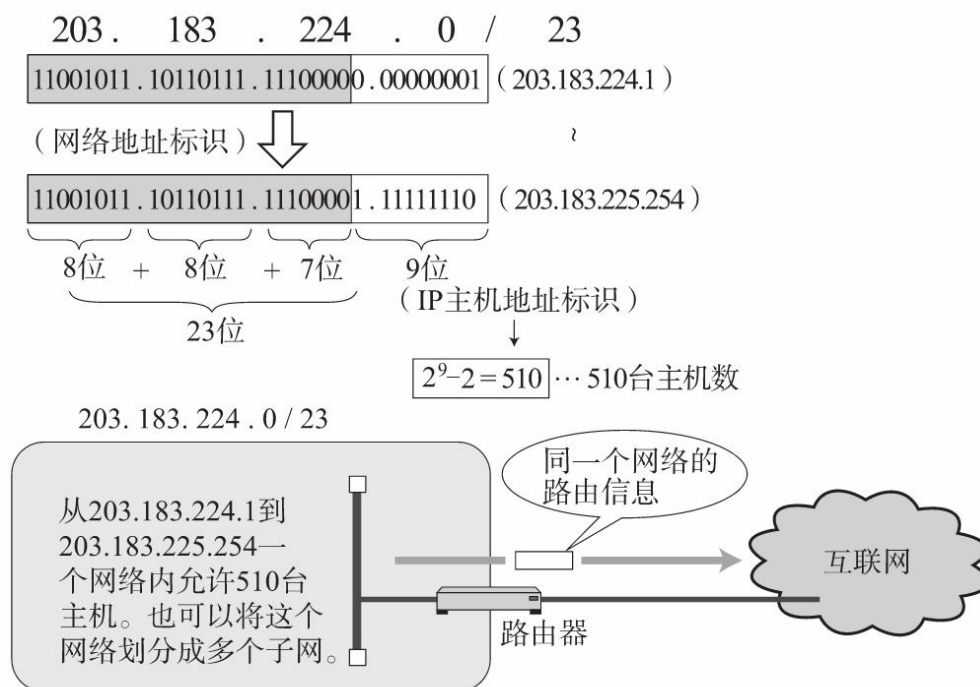 203. 183 . 224 . 0 / 23
11001011 . 10110111 . 11100000.00000001 (203.183.224.1)
(网络地址标识) ~
11001011 . 10110111 . 11100001 . 11111110 (203.183.225.254)
8位 + 8位 + 7位 9位
(IP主机地址标识)
23位
2⁹−2=510 … 510台主机数
203. 183. 224 . 0 / 23
同一个网络的
路由信息
从203.183.224.1到
203.183.225.254一
个网络内允许510台
主机。也可以将这个
网络划分成多个子网。
互联网
路由器